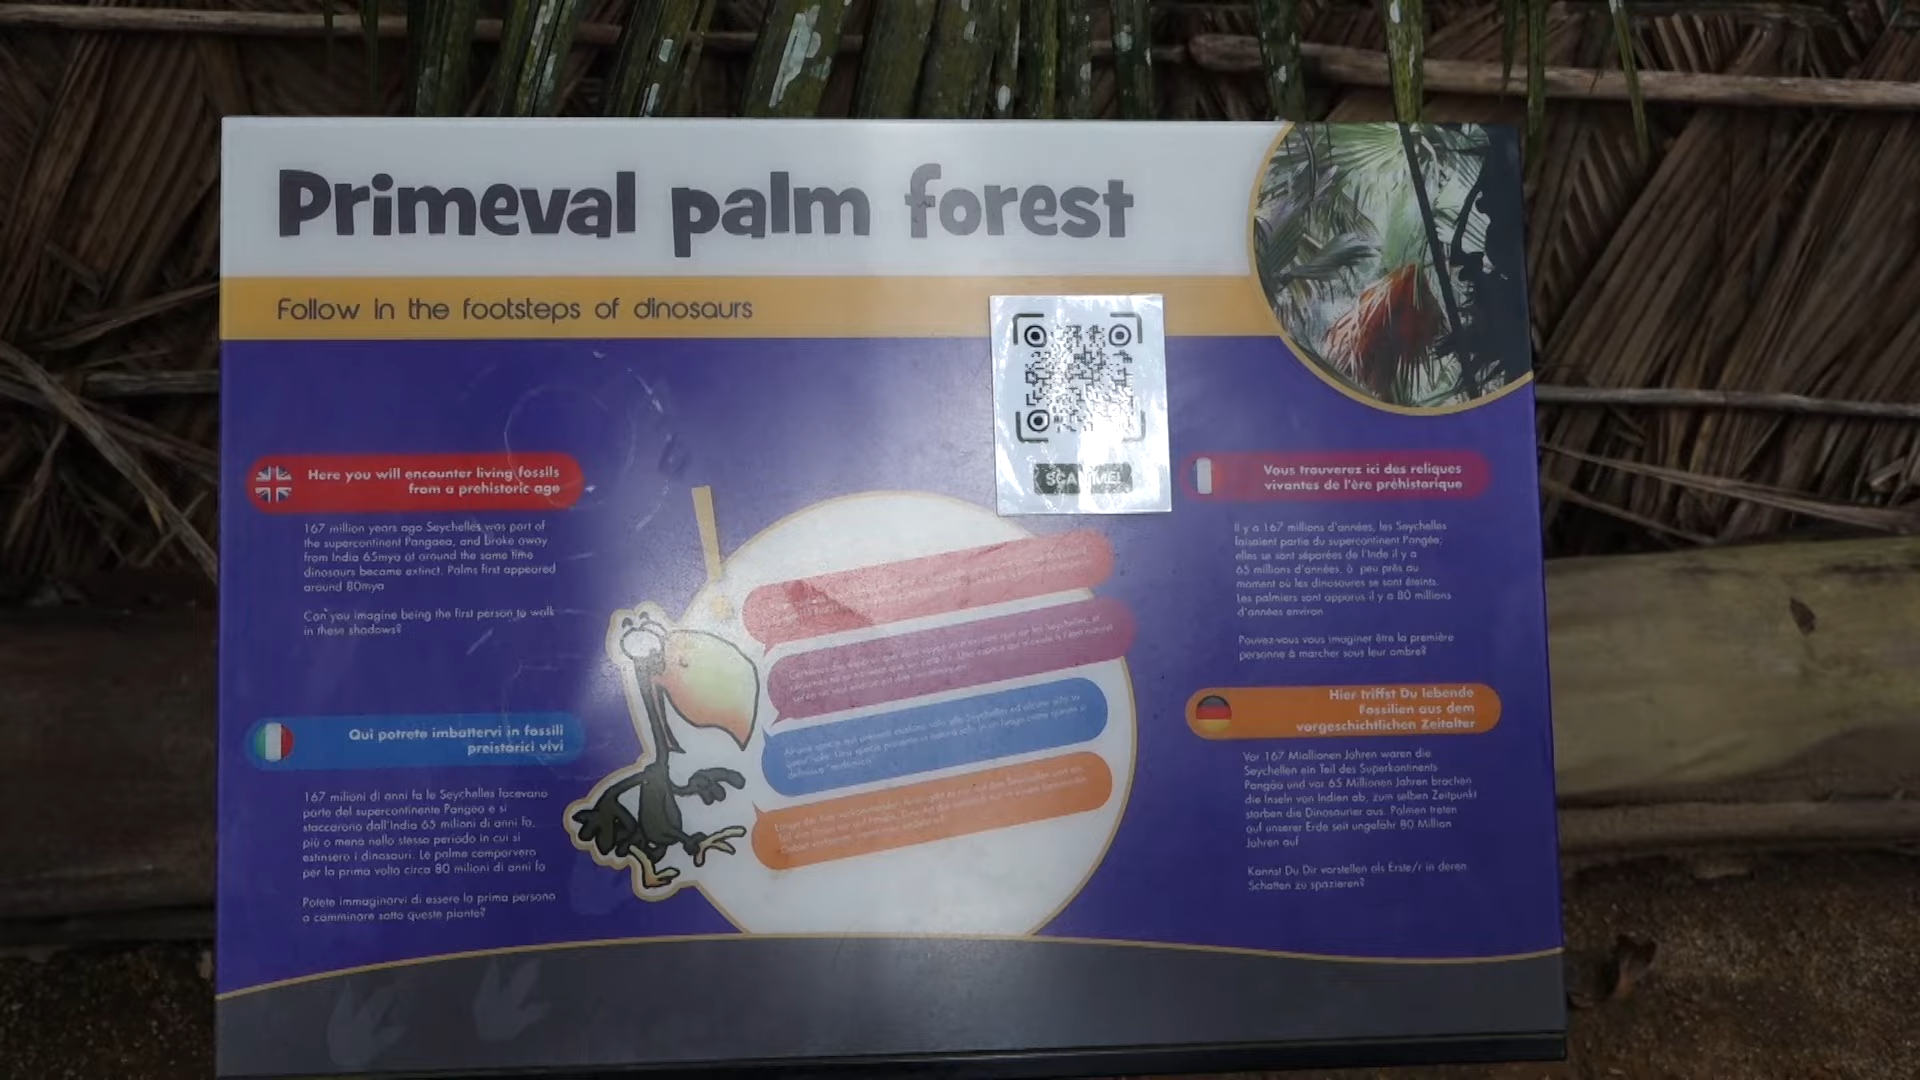 Primeval palm forest
Follow in the footsteps of dinosaurs
SCAN ME!
Here you will encounter living fossils
from a prehistoric age
167 million years ago Seychelles was part of
the supercontinent Pangaea, and broke away
from India 65mya at around the same time
dinosaurs became extinct. Palms first appeared
around 80mya
Can you imagine being the first person to walk
in these shadows?
Qui potrete imbattervi in fossili
preistorici vivi
167 milioni di anni fa le Seychelles facevano
parte del supercontinente Pangea e si
staccarono dall'India 65 milioni di anni fa,
più o meno nello stesso periodo in cui si
estinsero i dinosauri. Le palme comparvero
per la prima volta circa 80 milioni di anni fa
Potete immaginarvi di essere la prima persona
a camminare sotto queste piante?
Vous trouverez ici des reliques
vivantes de l'ère préhistorique
Il y a 167 millions d'années, les Seychelles
faisaient partie du supercontinent Pangée;
elles se sont séparées de l'Inde il y a
65 millions d'années, à peu près au
moment où les dinosaures se sont éteints.
Les palmiers sont apparus il y a 80 millions
d'années environ
Pouvez-vous vous imaginer être la première
personne à marcher sous leur ombre?
Hier triffst Du lebende
Fossilien aus dem
vorgeschichtlichen Zeitalter
Vor 167 Miallionen Jahren waren die
Seychellen ein Teil des Superkontinents
Pangäa und vor 65 Millionen Jahren brachen
die Inseln von Indien ab, zum selben Zeitpunkt
starben die Dinosaurier aus. Palmen treten
auf unserer Erde seit ungefähr 80 Million
Jahren auf
Kannst Du Dir vorstellen als Erste/r in deren
Schatten zu spazieren?